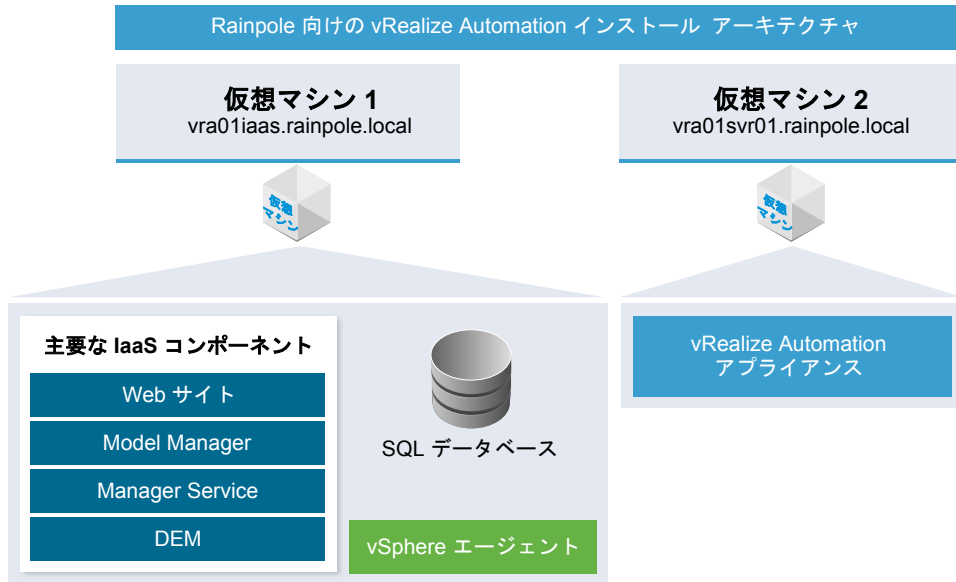 Rainpole 向けの vRealize Automation インストール アーキテクチャ
仮想マシン 1
vra01iaas.rainpole.local
仮想マシン 2
vra01svr01.rainpole.local
仮想
マシン
仮想
マシン
主要な IaaS コンポーネント
Web サイト
Model Manager
Manager Service
DEM
SQL データベース
vSphere エージェント
vRealize Automation
アプライアンス